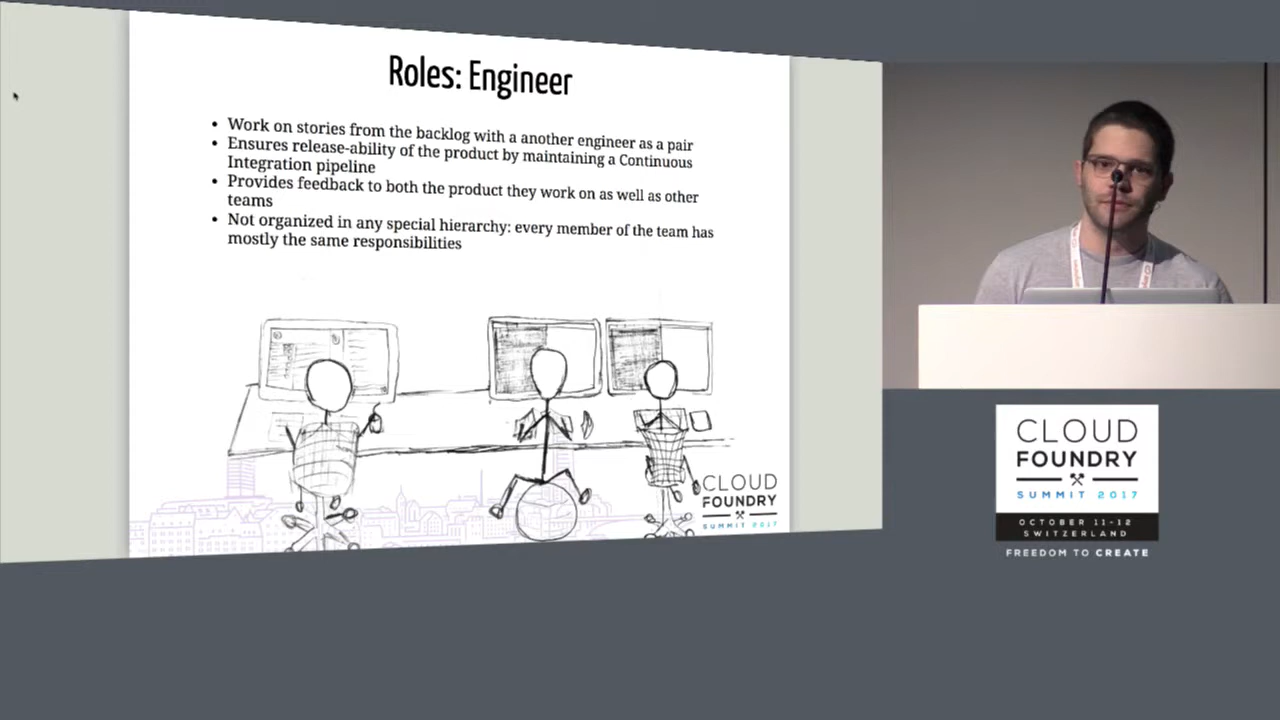 Roles: Engineer
• Work on stories from the backlog with a another engineer as a pair
• Ensures release-ability of the product by maintaining a Continuous
Integration pipeline
• Provides feedback to both the product they work on as well as other
teams
• Not organized in any special hierarchy: every member of the team has
mostly the same responsibilities
CLOUD
FOUNDRY
SUMMIT 2017
CLOUD
FOUNDRY
SUMMIT 2017
OCTOBER 11-12
SWITZERLAND
FREEDOM TO CREATE